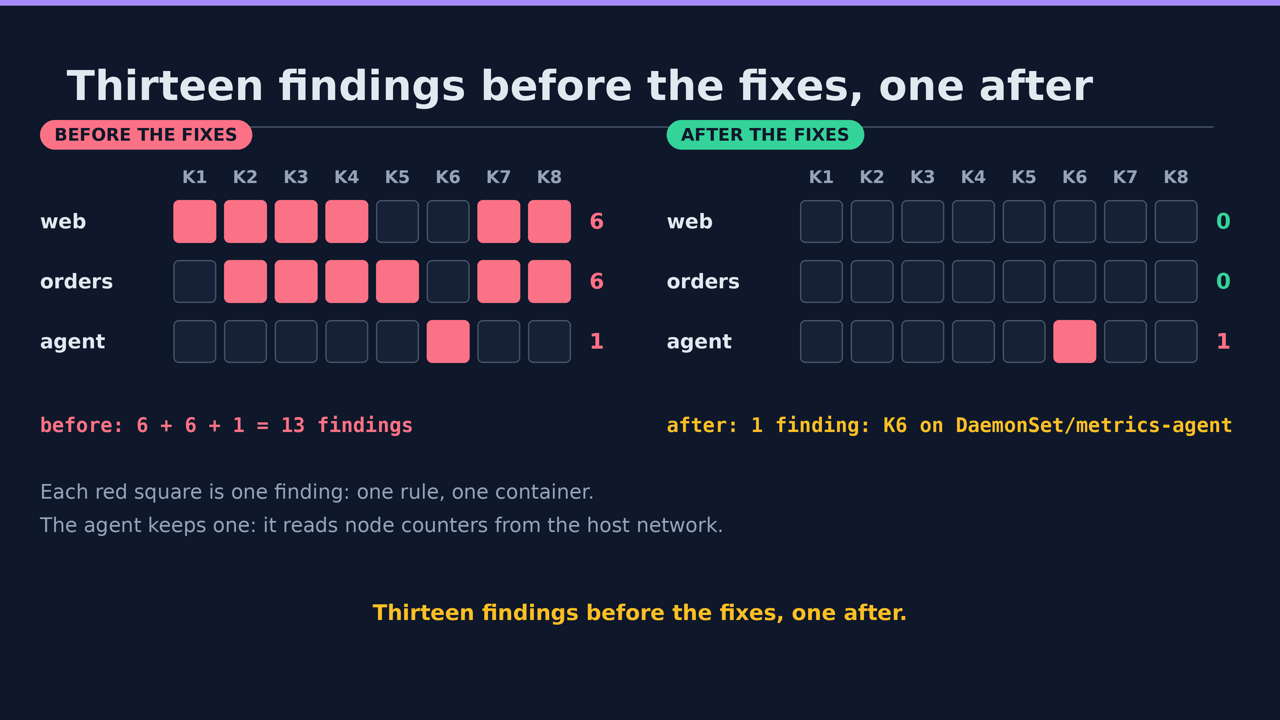 Thirteen findings before the fixes, one after
BEFORE THE FIXES
K1 K2 K3 K4 K5 K6 K7 K8
web 6
orders 6
agent 1
before: 6 + 6 + 1 = 13 findings
AFTER THE FIXES
K1 K2 K3 K4 K5 K6 K7 K8
web 0
orders 0
agent 1
after: 1 finding: K6 on DaemonSet/metrics-agent
Each red square is one finding: one rule, one container.
The agent keeps one: it reads node counters from the host network.
Thirteen findings before the fixes, one after.